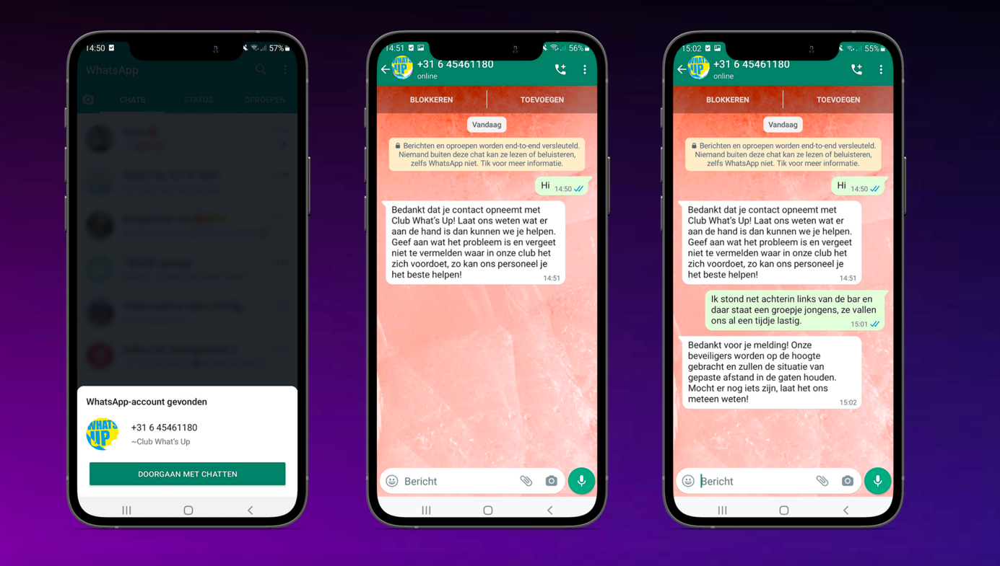 14:50
57%
WhatsApp
CHATS
STATUS
OPROEPEN
WhatsApp-account gevonden
WHATS
UP
+31 6 45461180
~Club What's Up
DOORGAAN MET CHATTEN
14:51
56%
WHATS
UP
+31 6 45461180
online
BLOKKEREN
TOEVOEGEN
Vandaag
Berichten en oproepen worden end-to-end versleuteld.
Niemand buiten deze chat kan ze lezen of beluisteren,
zelfs WhatsApp niet. Tik voor meer informatie.
Hi 14:50
Bedankt dat je contact opneemt met
Club What's Up! Laat ons weten wat er
aan de hand is dan kunnen we je helpen.
Geef aan wat het probleem is en vergeet
niet te vermelden waar in onze club het
zich voordoet, zo kan ons personeel je
het beste helpen! 14:51
Bericht
15:02
55%
WHATS
UP
+31 6 45461180
online
BLOKKEREN
TOEVOEGEN
Vandaag
Berichten en oproepen worden end-to-end versleuteld.
Niemand buiten deze chat kan ze lezen of beluisteren,
zelfs WhatsApp niet. Tik voor meer informatie.
Hi 14:50
Bedankt dat je contact opneemt met
Club What's Up! Laat ons weten wat er
aan de hand is dan kunnen we je helpen.
Geef aan wat het probleem is en vergeet
niet te vermelden waar in onze club het
zich voordoet, zo kan ons personeel je
het beste helpen! 14:51
Ik stond net achterin links van de bar en
daar staat een groepje jongens, ze vallen
ons al een tijdje lastig. 15:01
Bedankt voor je melding! Onze
beveiligers worden op de hoogte
gebracht en zullen de situatie van
gepaste afstand in de gaten houden.
Mocht er nog iets zijn, laat het ons
meteen weten! 15:02
Bericht